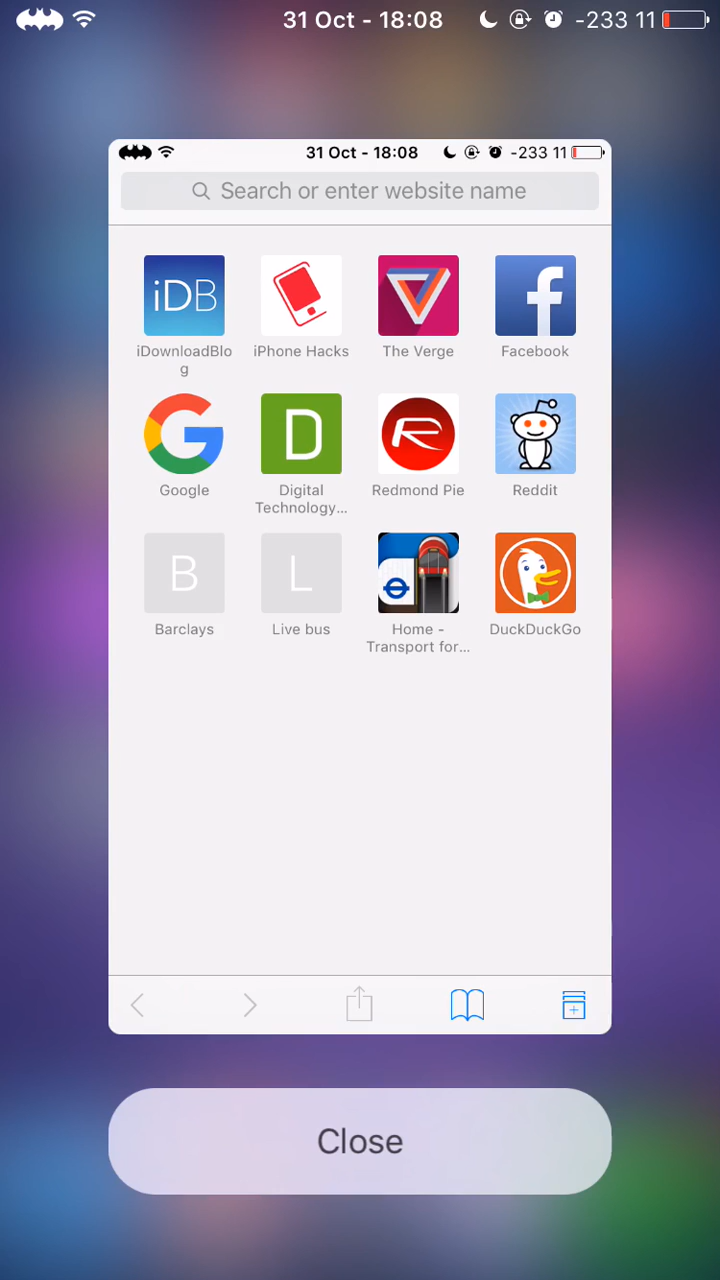 31 Oct - 18:08 -233 11
31 Oct - 18:08 -233 11
Search or enter website name
iDB
iDownloadBlo
g
iPhone Hacks
The Verge
f
Facebook
G
Google
D
Digital
Technology...
R
Redmond Pie
Reddit
B
Barclays
L
Live bus
Home -
Transport for...
DuckDuckGo
Close